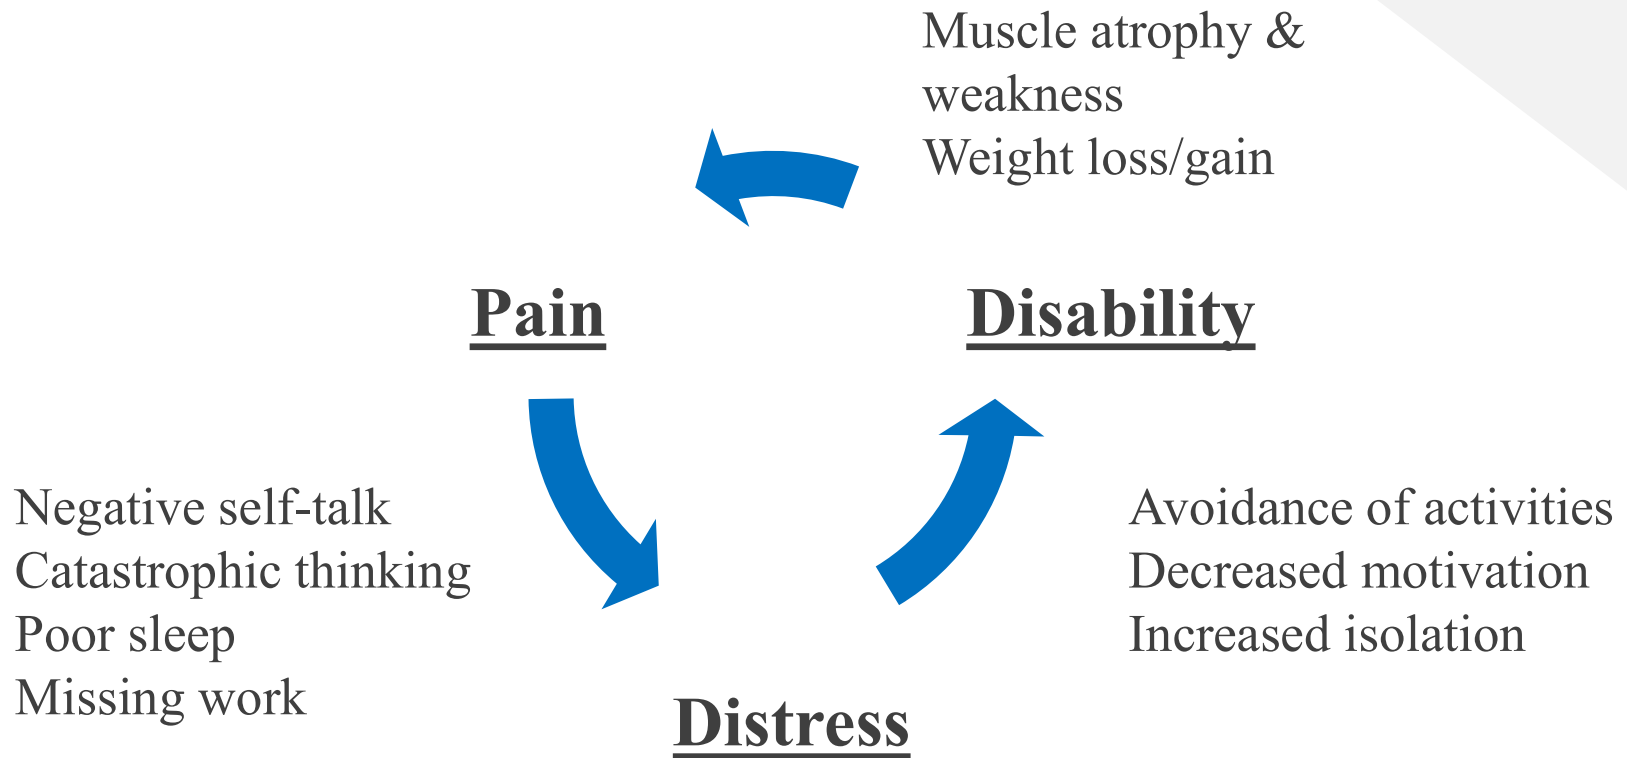 Muscle atrophy &
weakness
Weight loss/gain
Pain
Disability
Negative self-talk
Catastrophic thinking
Poor sleep
Missing work
Avoidance of activities
Decreased motivation
Increased isolation
Distress